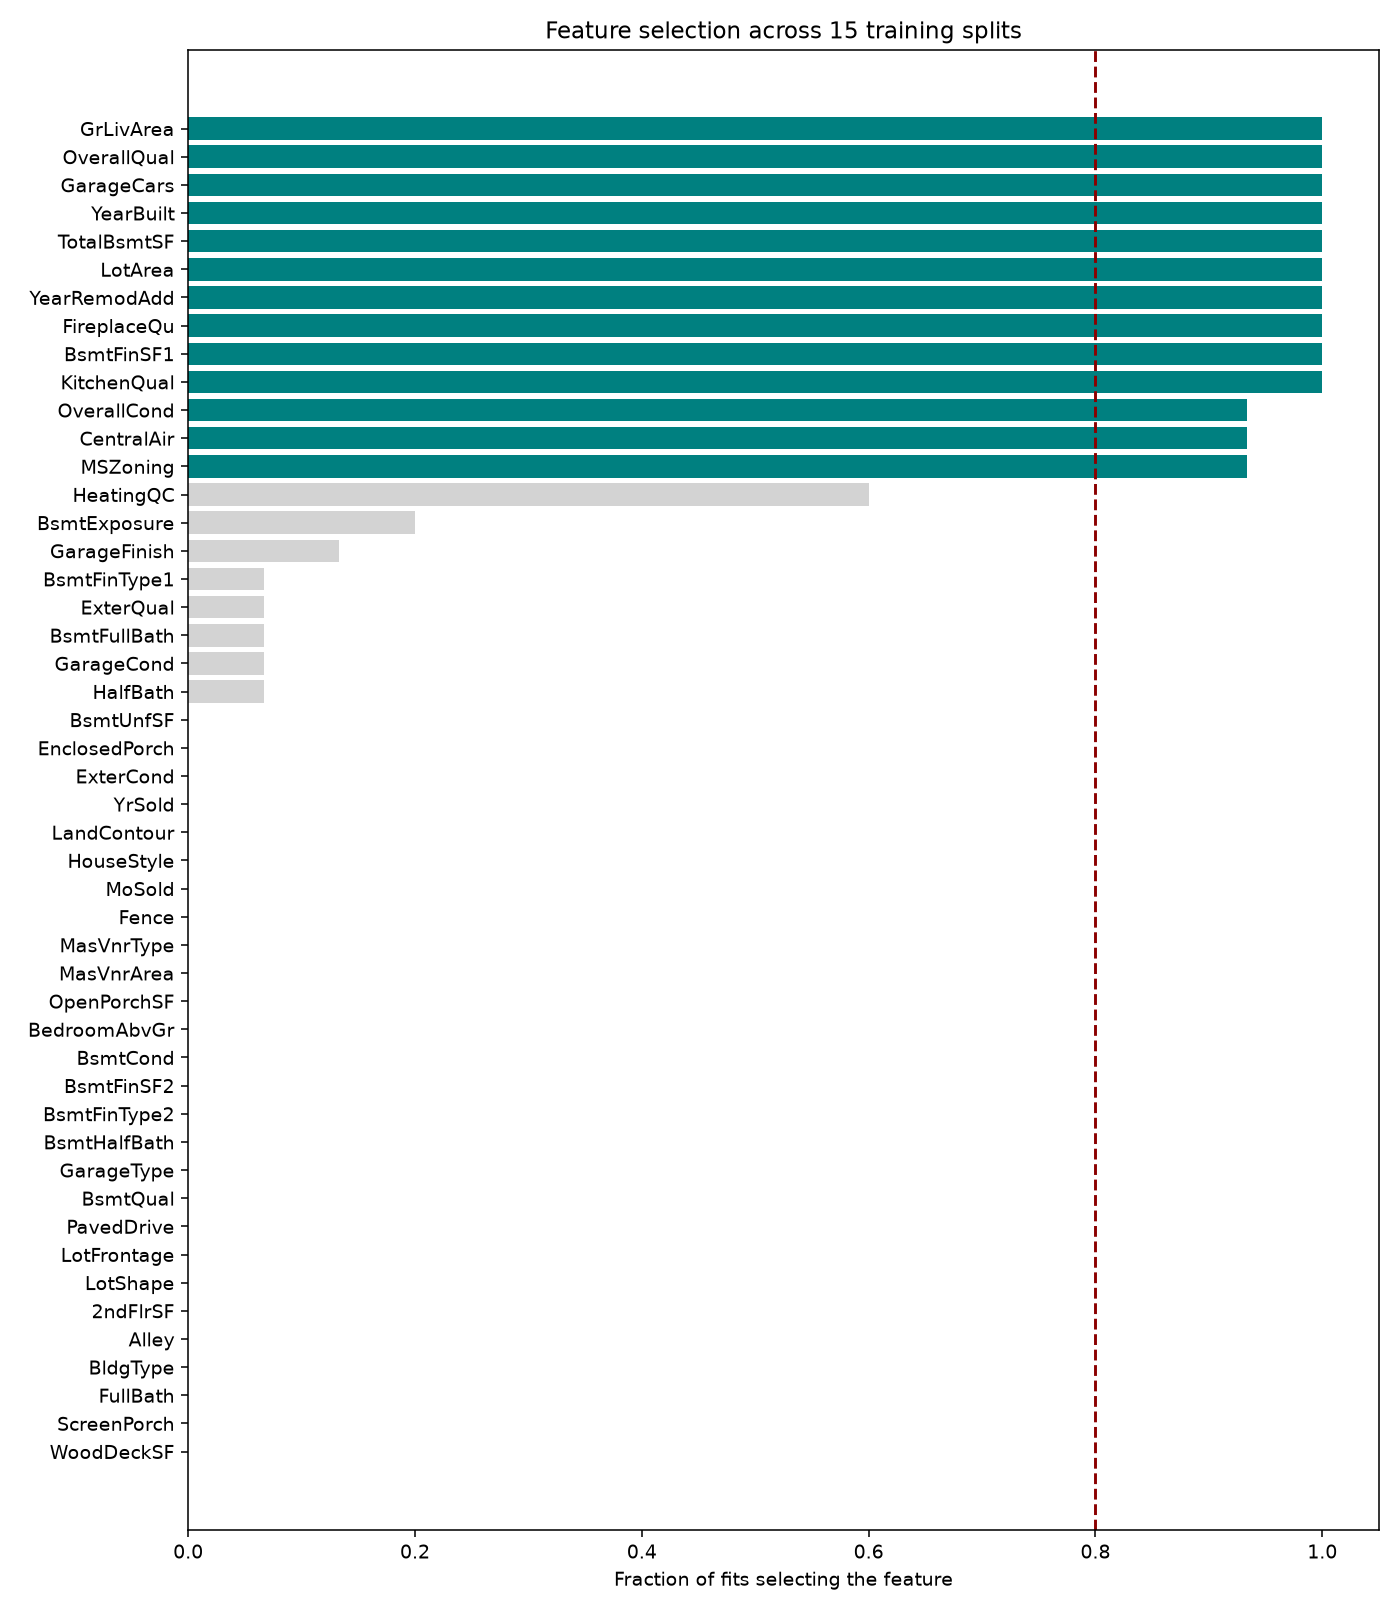 Feature selection across 15 training splits
GrLivArea
OverallQual
GarageCars
YearBuilt
TotalBsmtSF
LotArea
YearRemodAdd
FireplaceQu
BsmtFinSF1
KitchenQual
OverallCond
CentralAir
MSZoning
HeatingQC
BsmtExposure
GarageFinish
BsmtFinType1
ExterQual
BsmtFullBath
GarageCond
HalfBath
BsmtUnfSF
EnclosedPorch
ExterCond
YrSold
LandContour
HouseStyle
MoSold
Fence
MasVnrType
MasVnrArea
OpenPorchSF
BedroomAbvGr
BsmtCond
BsmtFinSF2
BsmtFinType2
BsmtHalfBath
GarageType
BsmtQual
PavedDrive
LotFrontage
LotShape
2ndFlrSF
Alley
BldgType
FullBath
ScreenPorch
WoodDeckSF
0.0 0.2 0.4 0.6 0.8 1.0
Fraction of fits selecting the feature